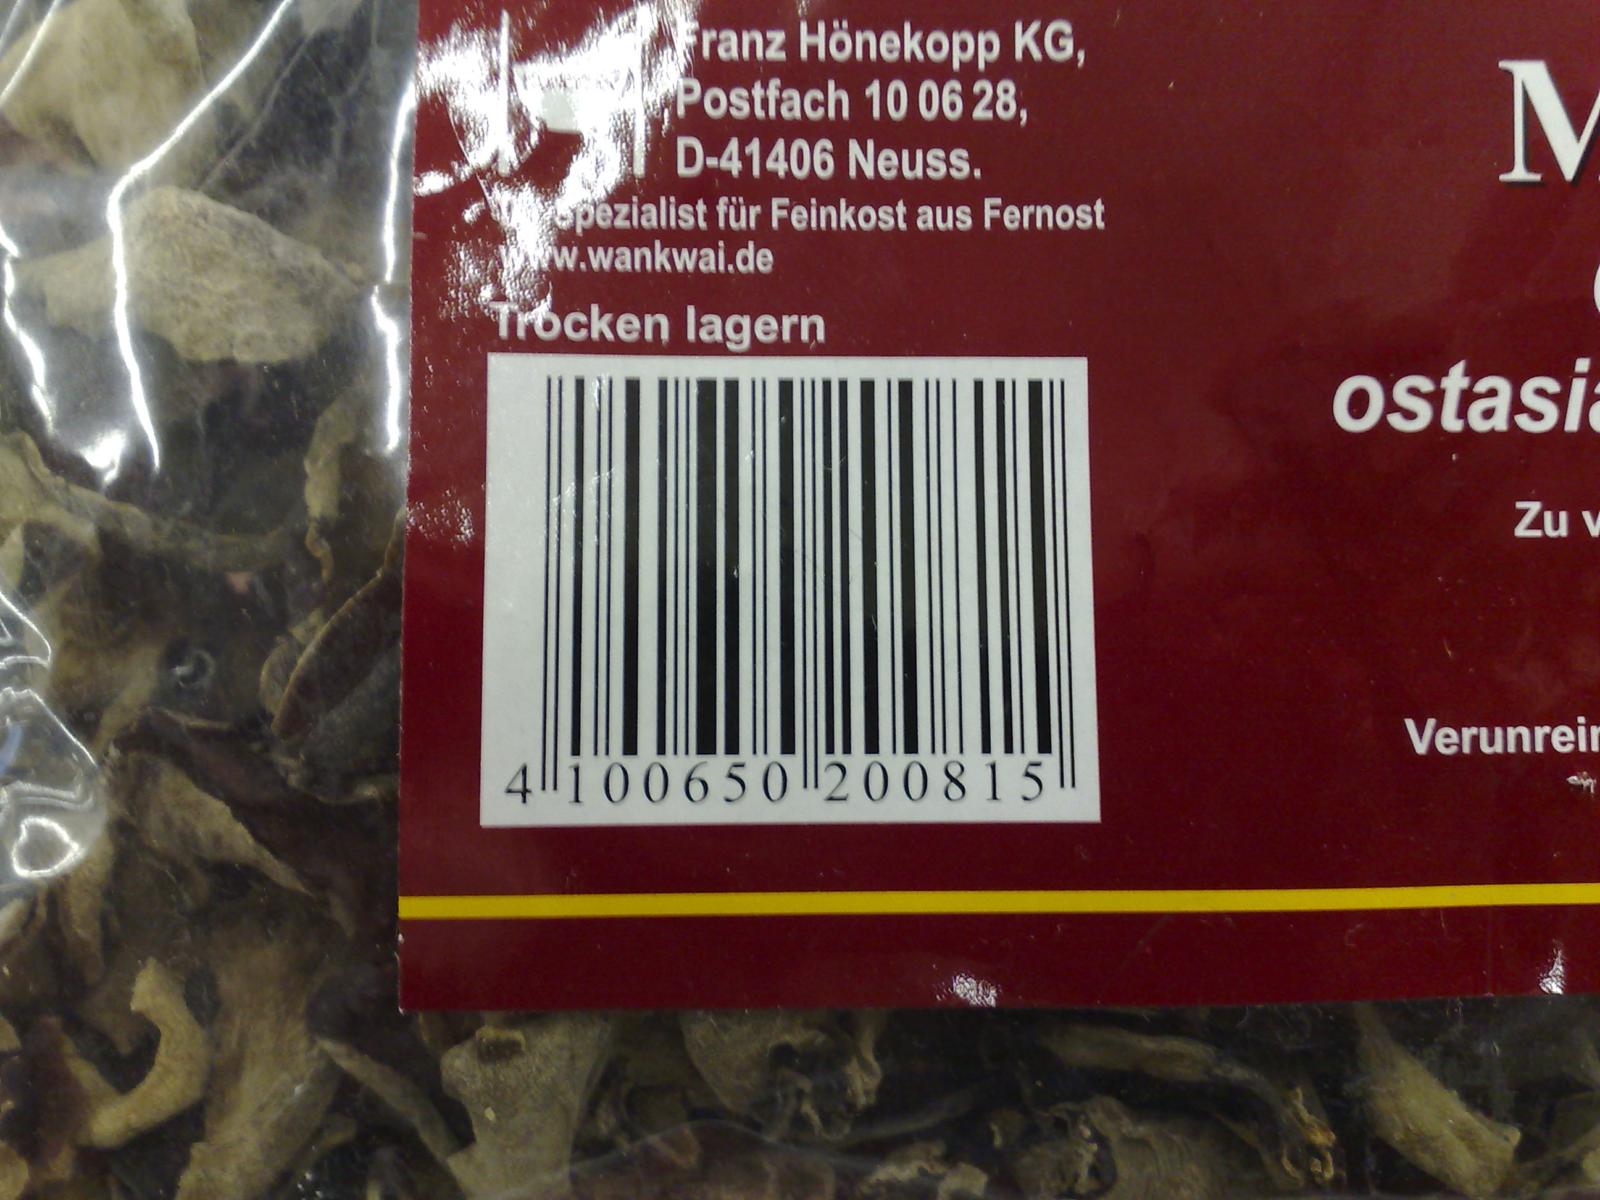 Franz Hönekopp KG,
Postfach 10 06 28,
D-41406 Neuss.
Spezialist für Feinkost aus Fernost
www.wankwai.de
Trocken lagern
4 100650 200815
M
ostasia
Zu v
Verunrein